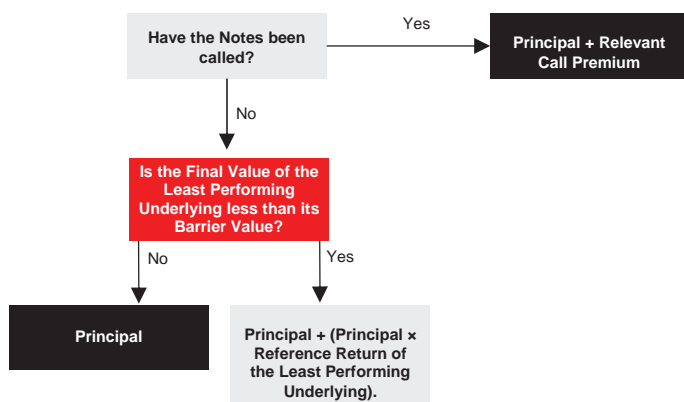 Have the Notes been
called?
Yes
Principal + Relevant
Call Premium
No
Is the Final Value of the
Least Performing
Underlying less than its
Barrier Value?
No
Yes
Principal
Principal + (Principal ×
Reference Return of
the Least Performing
Underlying).